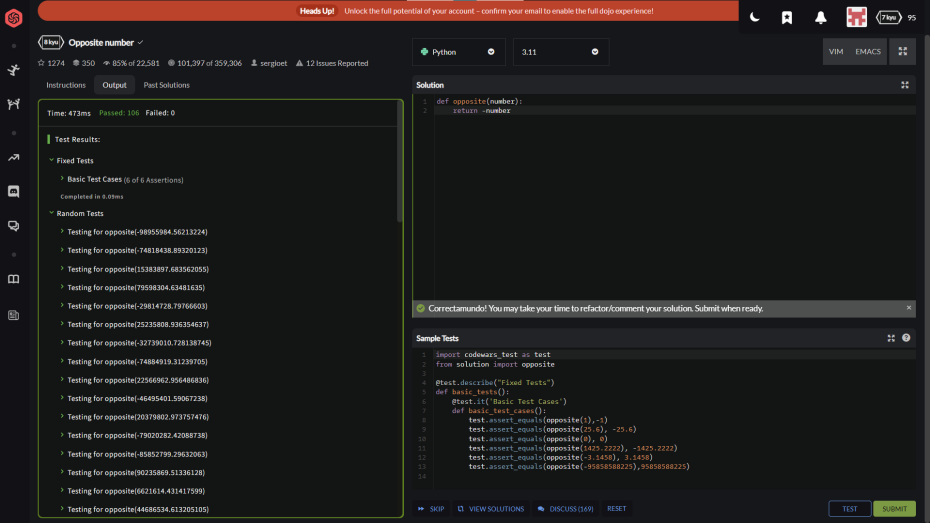 Heads Up! Unlock the full potential of your account – confirm your email to enable the full dojo experience!
7 kyu 95
8 kyu Opposite number
1274 350 85% of 22,581 101,397 of 359,306 sergioet 12 Issues Reported
Instructions Output Past Solutions
Time: 473ms Passed: 106 Failed: 0
Test Results:
Fixed Tests
Basic Test Cases (6 of 6 Assertions)
Completed in 0.09ms
Random Tests
Testing for opposite(-98955984.56213224)
Testing for opposite(-74818438.89320123)
Testing for opposite(15383897.683562055)
Testing for opposite(79598304.63481635)
Testing for opposite(-29814728.79766603)
Testing for opposite(25235808.936354637)
Testing for opposite(-32739010.728138745)
Testing for opposite(-74884919.31239705)
Testing for opposite(22566962.956486836)
Testing for opposite(-46495401.59067238)
Testing for opposite(20379802.973757476)
Testing for opposite(-79020282.42088738)
Testing for opposite(-85852799.29632063)
Testing for opposite(90235869.51336128)
Testing for opposite(6621614.431417599)
Testing for opposite(44686534.613205105)
Python 3.11 VIM EMACS
Solution
1 def opposite(number):
2 return -number
Correctamundo! You may take your time to refactor/comment your solution. Submit when ready. ×
Sample Tests
1 import codewars_test as test
2 from solution import opposite
3
4 @test.describe("Fixed Tests")
5 def basic_tests():
6 @test.it('Basic Test Cases')
7 def basic_test_cases():
8 test.assert_equals(opposite(1),-1)
9 test.assert_equals(opposite(25.6), -25.6)
10 test.assert_equals(opposite(0), 0)
11 test.assert_equals(opposite(1425.2222), -1425.2222)
12 test.assert_equals(opposite(-3.1458), 3.1458)
13 test.assert_equals(opposite(-95858588225),95858588225)
14
SKIP VIEW SOLUTIONS DISCUSS (169) RESET TEST SUBMIT